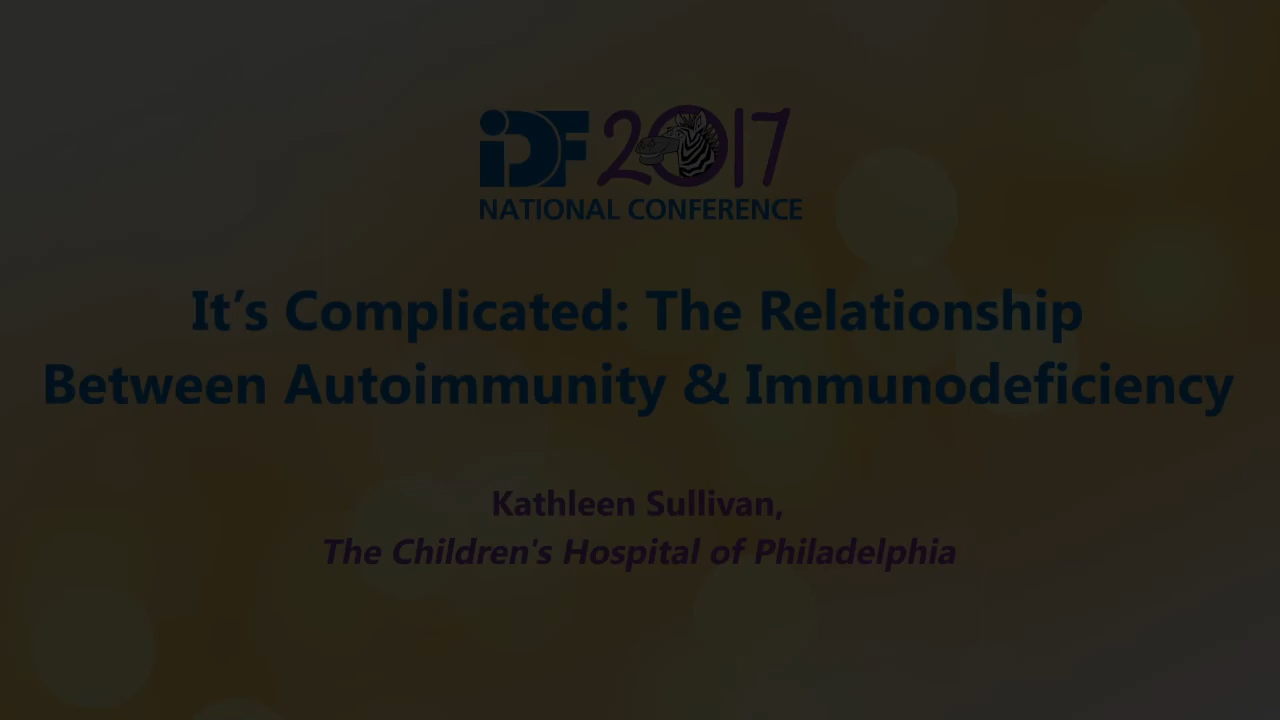 iDF 2017
NATIONAL CONFERENCE
It’s Complicated: The Relationship
Between Autoimmunity & Immunodeficiency
Kathleen Sullivan,
The Children's Hospital of Philadelphia